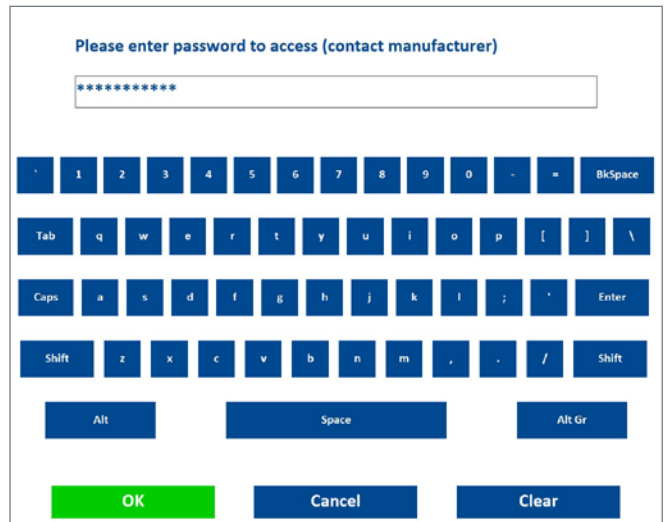 Please enter password to access (contact manufacturer)
***********
` 1 2 3 4 5 6 7 8 9 0 - = BkSpace
Tab q w e r t y u i o p [ ] \
Caps a s d f g h j k l ; ' Enter
Shift z x c v b n m , . / Shift
Alt Space Alt Gr
OK Cancel Clear